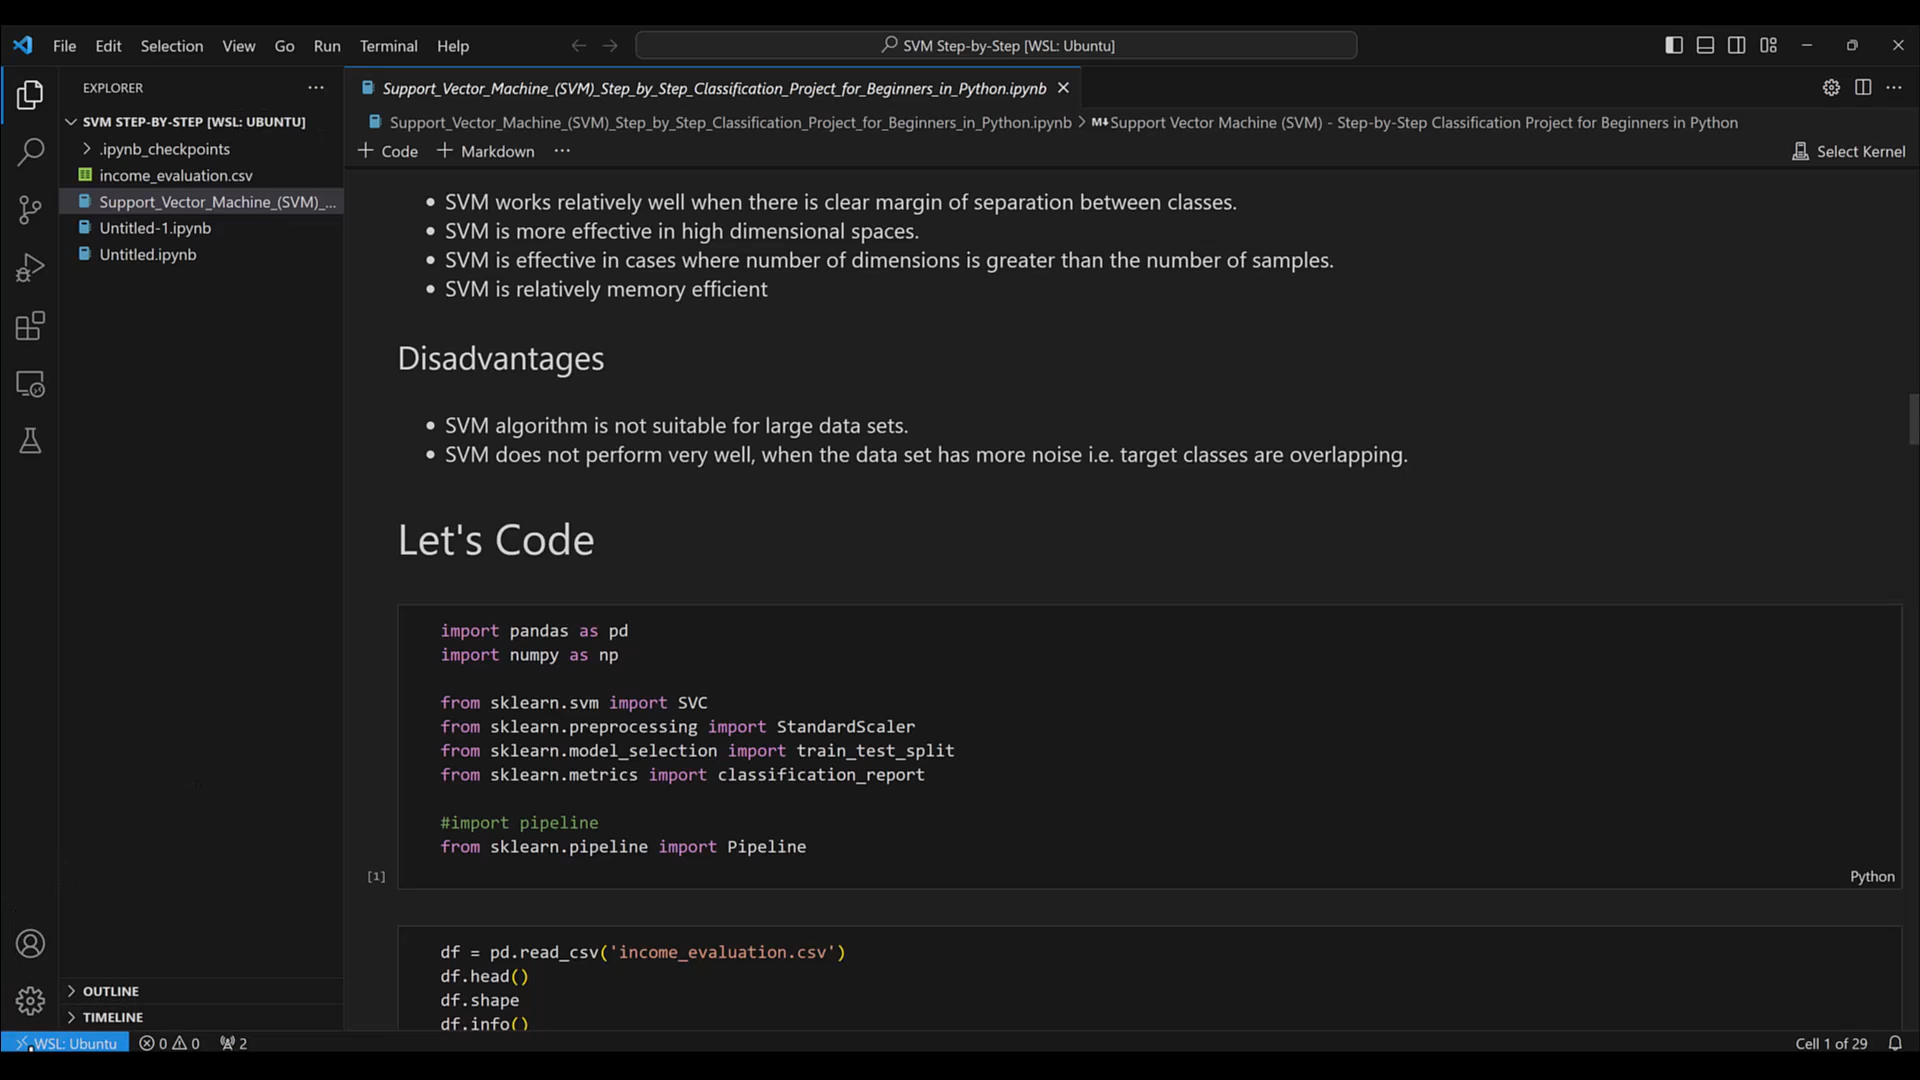 File Edit Selection View Go Run Terminal Help
SVM Step-by-Step [WSL: Ubuntu]
EXPLORER
SVM STEP-BY-STEP [WSL: UBUNTU]
.ipynb_checkpoints
income_evaluation.csv
Support_Vector_Machine_(SVM)_...
Untitled-1.ipynb
Untitled.ipynb
OUTLINE
TIMELINE
Support_Vector_Machine_(SVM)_Step_by_Step_Classification_Project_for_Beginners_in_Python.ipynb
Support_Vector_Machine_(SVM)_Step_by_Step_Classification_Project_for_Beginners_in_Python.ipynb > M↓Support Vector Machine (SVM) - Step-by-Step Classification Project for Beginners in Python
+ Code + Markdown ...
Select Kernel
• SVM works relatively well when there is clear margin of separation between classes.
• SVM is more effective in high dimensional spaces.
• SVM is effective in cases where number of dimensions is greater than the number of samples.
• SVM is relatively memory efficient
Disadvantages
• SVM algorithm is not suitable for large data sets.
• SVM does not perform very well, when the data set has more noise i.e. target classes are overlapping.
Let's Code
import pandas as pd
import numpy as np
from sklearn.svm import SVC
from sklearn.preprocessing import StandardScaler
from sklearn.model_selection import train_test_split
from sklearn.metrics import classification_report
#import pipeline
from sklearn.pipeline import Pipeline
[1]
Python
df = pd.read_csv('income_evaluation.csv')
df.head()
df.shape
df.info()
WSL: Ubuntu
0 0
2
Cell 1 of 29